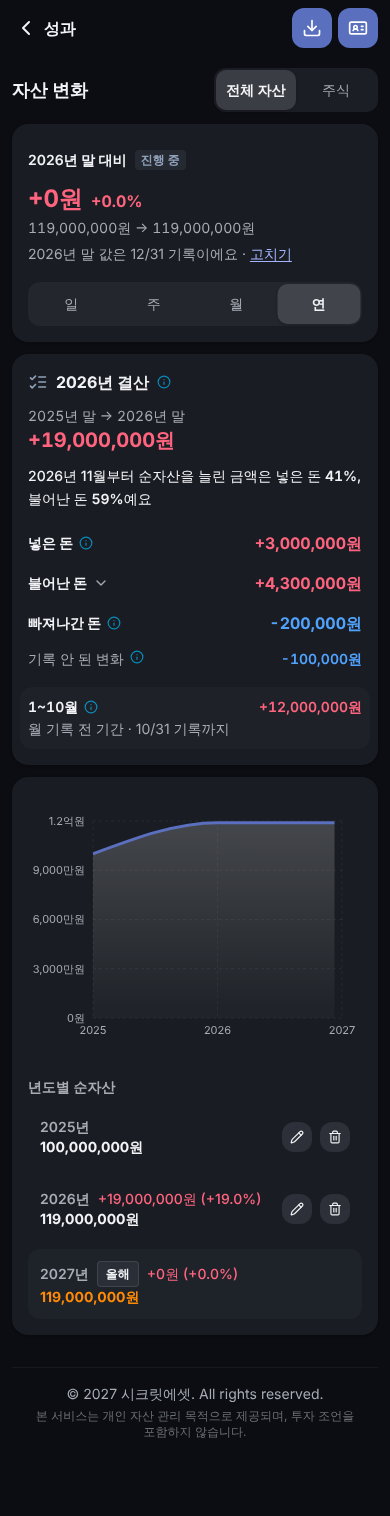 성과
자산 변화
전체 자산 주식
2026년 말 대비 진행 중
+0원 +0.0%
119,000,000원 → 119,000,000원
2026년 말 값은 12/31 기록이에요 · 고치기
일 주 월 연
2026년 결산
2025년 말 → 2026년 말
+19,000,000원
2026년 11월부터 순자산을 늘린 금액은 넣은 돈 41%,
불어난 돈 59%예요
넣은 돈 +3,000,000원
불어난 돈 +4,300,000원
빠져나간 돈 -200,000원
기록 안 된 변화 -100,000원
1~10월 +12,000,000원
월 기록 전 기간 · 10/31 기록까지
1.2억원
9,000만원
6,000만원
3,000만원
0원
2025 2026 2027
년도별 순자산
2025년
100,000,000원
2026년 +19,000,000원 (+19.0%)
119,000,000원
2027년 올해 +0원 (+0.0%)
119,000,000원
© 2027 시크릿에셋. All rights reserved.
본 서비스는 개인 자산 관리 목적으로 제공되며, 투자 조언을
포함하지 않습니다.